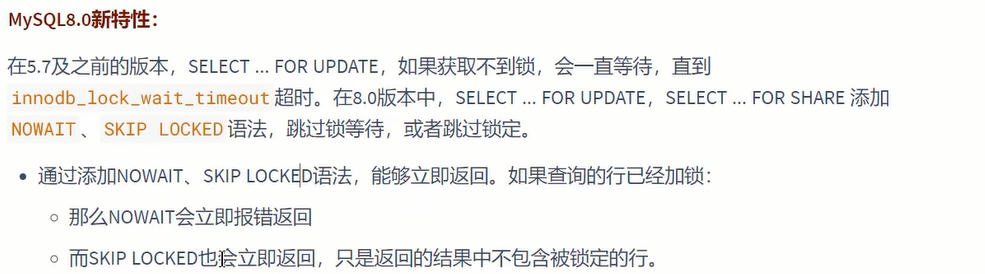 MySQL8.0新特性：
在5.7及之前的版本，SELECT ... FOR UPDATE，如果获取不到锁，会一直等待，直到
innodb_lock_wait_timeout 超时。在8.0版本中，SELECT ... FOR UPDATE，SELECT ... FOR SHARE 添加
NOWAIT 、 SKIP LOCKED 语法，跳过锁等待，或者跳过锁定。
• 通过添加NOWAIT、SKIP LOCKED语法，能够立即返回。如果查询的行已经加锁：
○ 那么NOWAIT会立即报错返回
○ 而SKIP LOCKED也会立即返回，只是返回的结果中不包含被锁定的行。